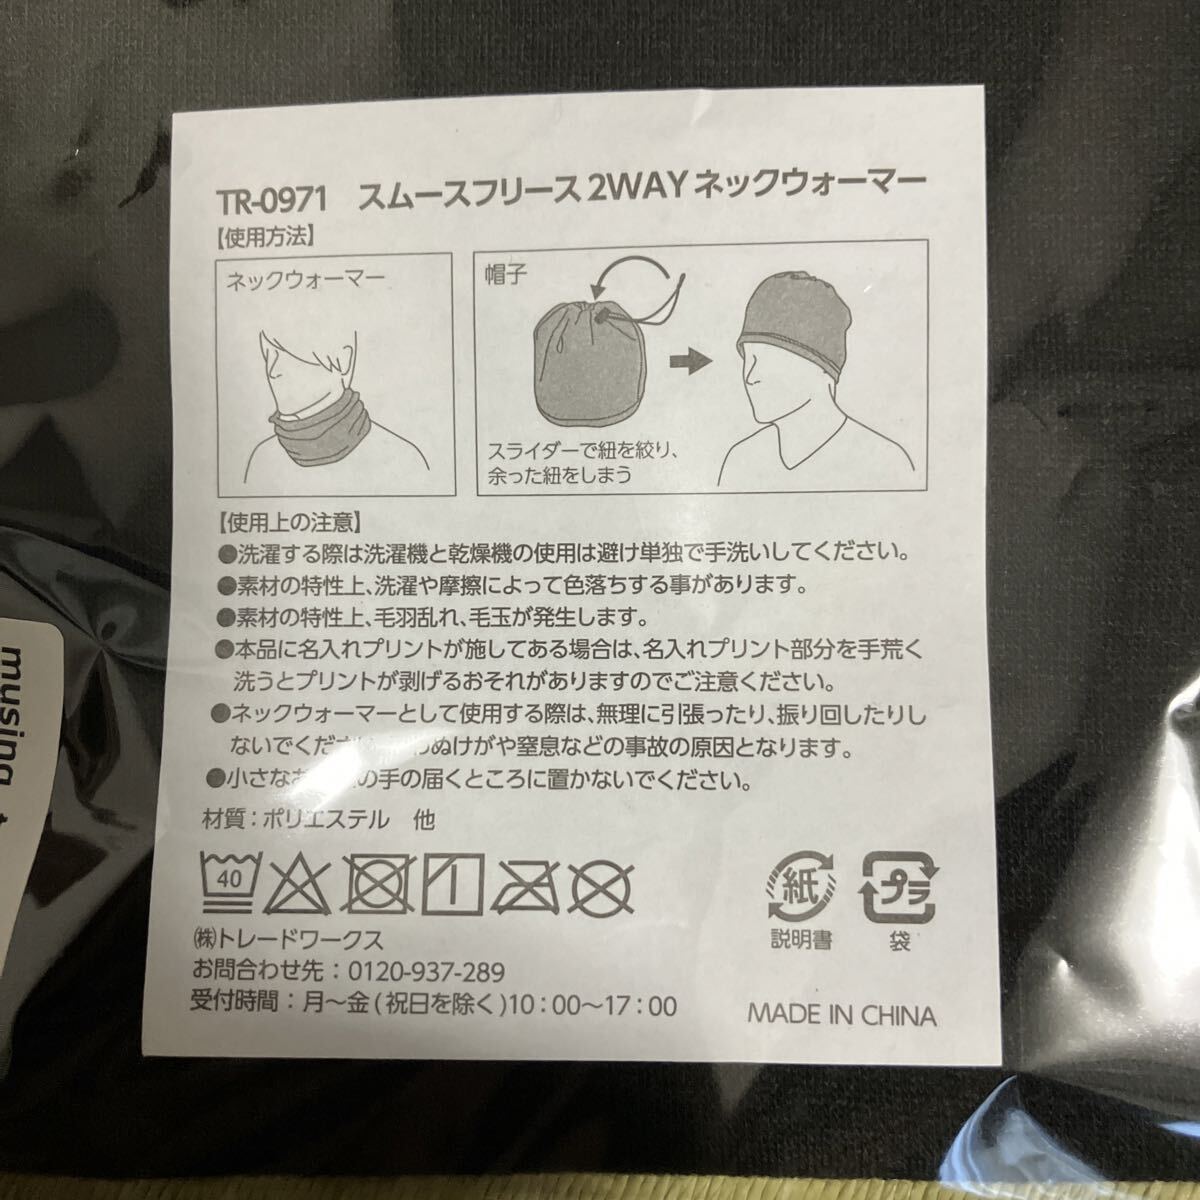 TR-0971 スムースフリース2WAYネックウォーマー
【使用方法】
ネックウォーマー
帽子
スライダーで紐を絞り、
余った紐をしまう
【使用上の注意】
●洗濯する際は洗濯機と乾燥機の使用は避け単独で手洗いしてください。
●素材の特性上、洗濯や摩擦によって色落ちする事があります。
●素材の特性上、毛羽乱れ、毛玉が発生します。
●本品に名入れプリントが施してある場合は、名入れプリント部分を手荒く
洗うとプリントが剥げるおそれがありますのでご注意ください。
●ネックウォーマーとして使用する際は、無理に引張ったり、振り回したりし
ないでくださ わぬけがや窒息などの事故の原因となります。
●小さなお の手の届くところに置かないでください。
材質：ポリエステル 他
40
紙
説明書
プラ
袋
㈱トレードワークス
お問合わせ先：0120-937-289
受付時間：月～金(祝日を除く)10：00～17：00
MADE IN CHINA
musing